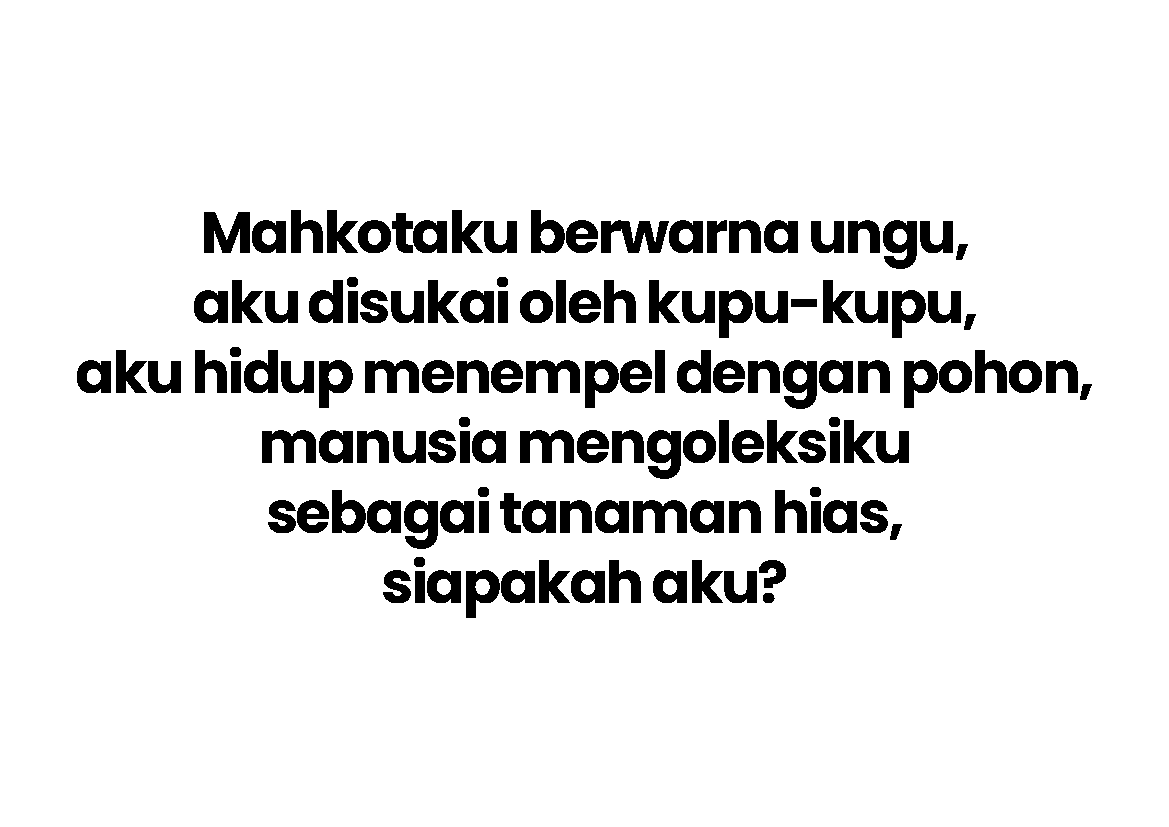 Mahkotaku berwarna ungu,
aku disukai oleh kupu-kupu,
aku hidup menempel dengan pohon,
manusia mengoleksiku
sebagai tanaman hias,
siapakah aku?